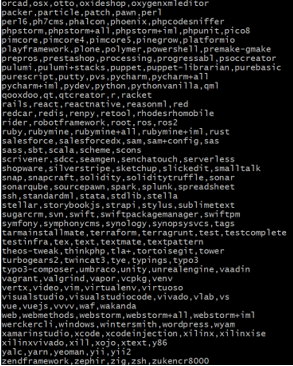 orcad,osx,otto,oxideshop,oxygenxmleditor
packer,particle,patch,pawn,perl
perl6,ph7cms,phalcon,phoenix,phpcodesniffer
phpstorm,phpstorm+all,phpstorm+iml,phpunit,pico8
pimcore,pimcore4,pimcore5,pinegrow,platformio
playframework,plone,polymer,powershell,premake-gmake
prepros,prestashop,processing,progressabl,psoccreator
pulumi,pulumi+stacks,puppet,puppet-librarian,purebasic
purescript,putty,pvs,pycharm,pycharm+all
pycharm+iml,pydev,python,pythonvanilla,qml
qooxdoo,qt,qtcreator,r,racket
rails,react,reactnative,reasonml,red
redcar,redis,renpy,retool,rhodesrhomobile
rider,robotframework,root,ros,ros2
ruby,rubymine,rubymine+all,rubymine+iml,rust
salesforce,salesforcedx,sam,sam+config,sas
sass,sbt,scala,scheme,scons
scrivener,sdcc,seamgen,senchatouch,serverless
shopware,silverstripe,sketchup,slickedit,smalltalk
snap,snapcraft,solidity,soliditytruffle,sonar
sonarqube,sourcepawn,spark,splunk,spreadsheet
ssh,standardml,stata,stdlib,stella
stellar,storybookjs,strapi,stylus,sublimetext
sugarcrm,svn,swift,swiftpackagemanager,swiftpm
symfony,symphonycms,synology,synopsysvcs,tags
tarmainstallmate,terraform,terragrunt,test,testcomplete
testinfra,tex,text,textmate,textpattern
theos-tweak,thinkphp,tla+,tortoisegit,tower
turbogears2,twincat3,tye,typings,typo3
typo3-composer,umbraco,unity,unrealengine,vaadin
vagrant,valgrind,vapor,vcpkg,venv
vertx,video,vim,virtualenv,virtuoso
visualstudio,visualstudiocode,vivado,vlab,vs
vue,vuejs,vvvv,waf,wakanda
web,webmethods,webstorm,webstorm+all,webstorm+iml
werckercli,windows,wintersmith,wordpress,wyam
xamarinstudio,xcode,xcodeinjection,xilinx,xilinxise
xilinxvivado,xill,xojo,xtext,y86
yalc,yarn,yeoman,yii,yii2
zendframework,zephir,zig,zsh,zukencr8000